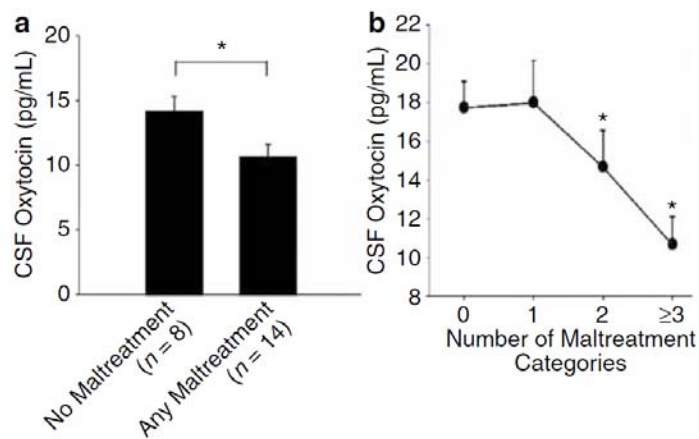 a
CSF Oxytocin (pg/mL)
20
15
10
5
0
*
No Maltreatment
(n = 8)
Any Maltreatment
(n = 14)
b
CSF Oxytocin (pg/mL)
22
20
18
16
14
12
10
8
*
*
0 1 2 ≥3
Number of Maltreatment
Categories